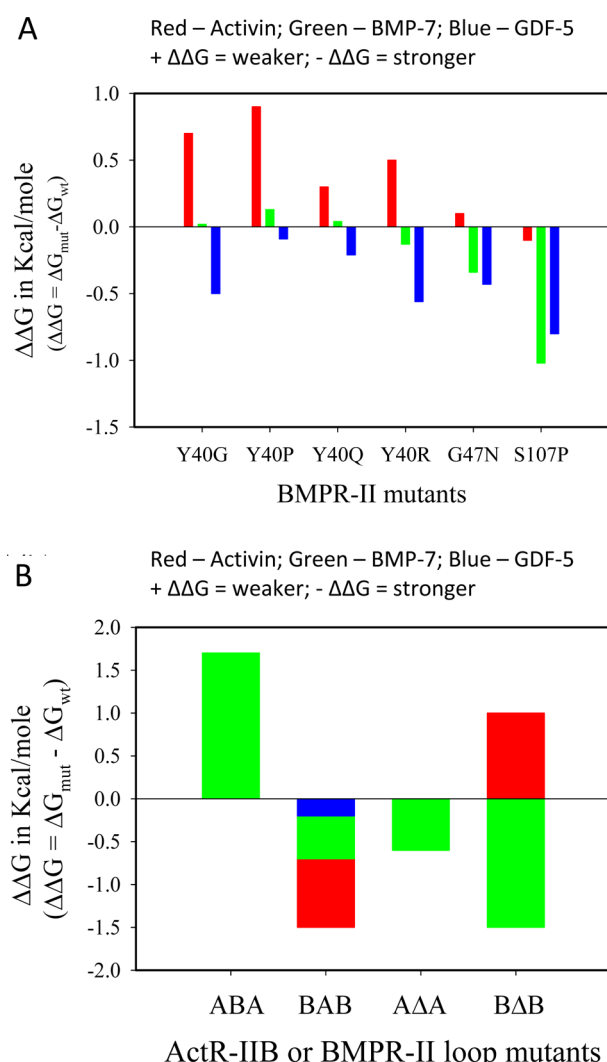 A
Red – Activin; Green – BMP-7; Blue – GDF-5
+ ΔΔG = weaker; - ΔΔG = stronger
ΔΔG in Kcal/mole
(ΔΔG = ΔG_mut-ΔG_wt)
1.0
0.5
0.0
-0.5
-1.0
-1.5
Y40G Y40P Y40Q Y40R G47N S107P
BMPR-II mutants
B
Red – Activin; Green – BMP-7; Blue – GDF-5
+ ΔΔG = weaker; - ΔΔG = stronger
ΔΔG in Kcal/mole
(ΔΔG = ΔG_mut - ΔG_wt)
2.0
1.5
1.0
0.5
0.0
-0.5
-1.0
-1.5
-2.0
ABA BAB AΔA BΔB
ActR-IIB or BMPR-II loop mutants